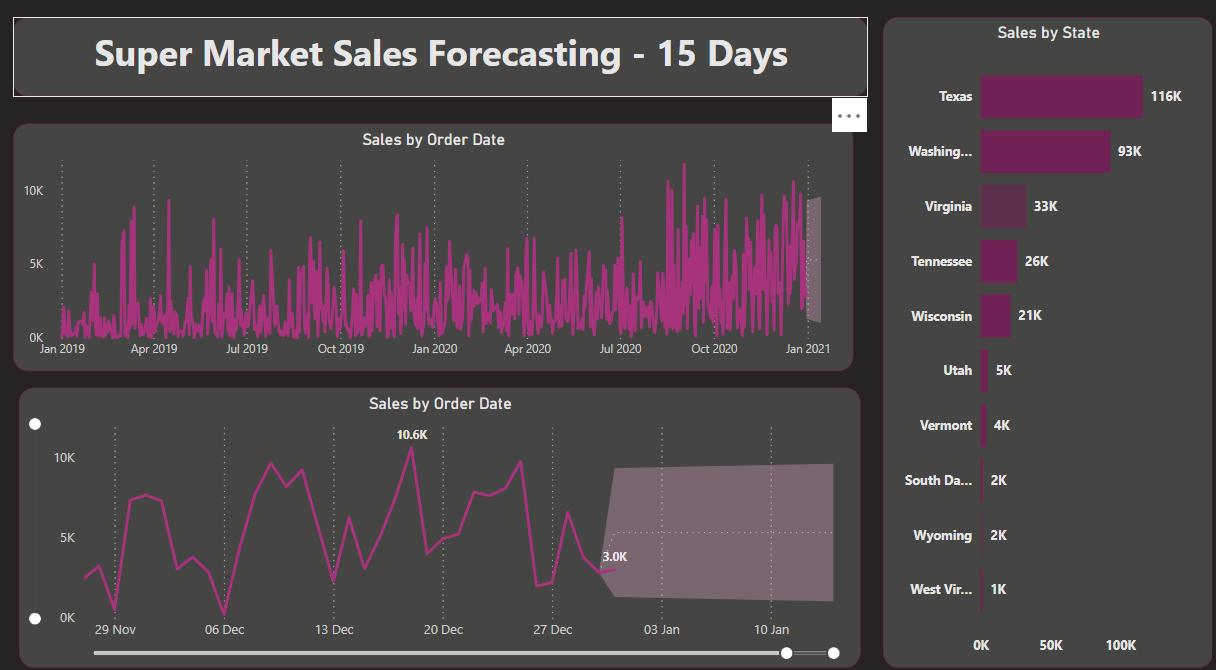 Super Market Sales Forecasting - 15 Days
...
Sales by Order Date
10K
5K
0K
Jan 2019 Apr 2019 Jul 2019 Oct 2019 Jan 2020 Apr 2020 Jul 2020 Oct 2020 Jan 2021
Sales by Order Date
10.6K
10K
5K
3.0K
0K
29 Nov 06 Dec 13 Dec 20 Dec 27 Dec 03 Jan 10 Jan
Sales by State
Texas 116K
Washing... 93K
Virginia 33K
Tennessee 26K
Wisconsin 21K
Utah 5K
Vermont 4K
South Da... 2K
Wyoming 2K
West Vir... 1K
0K 50K 100K